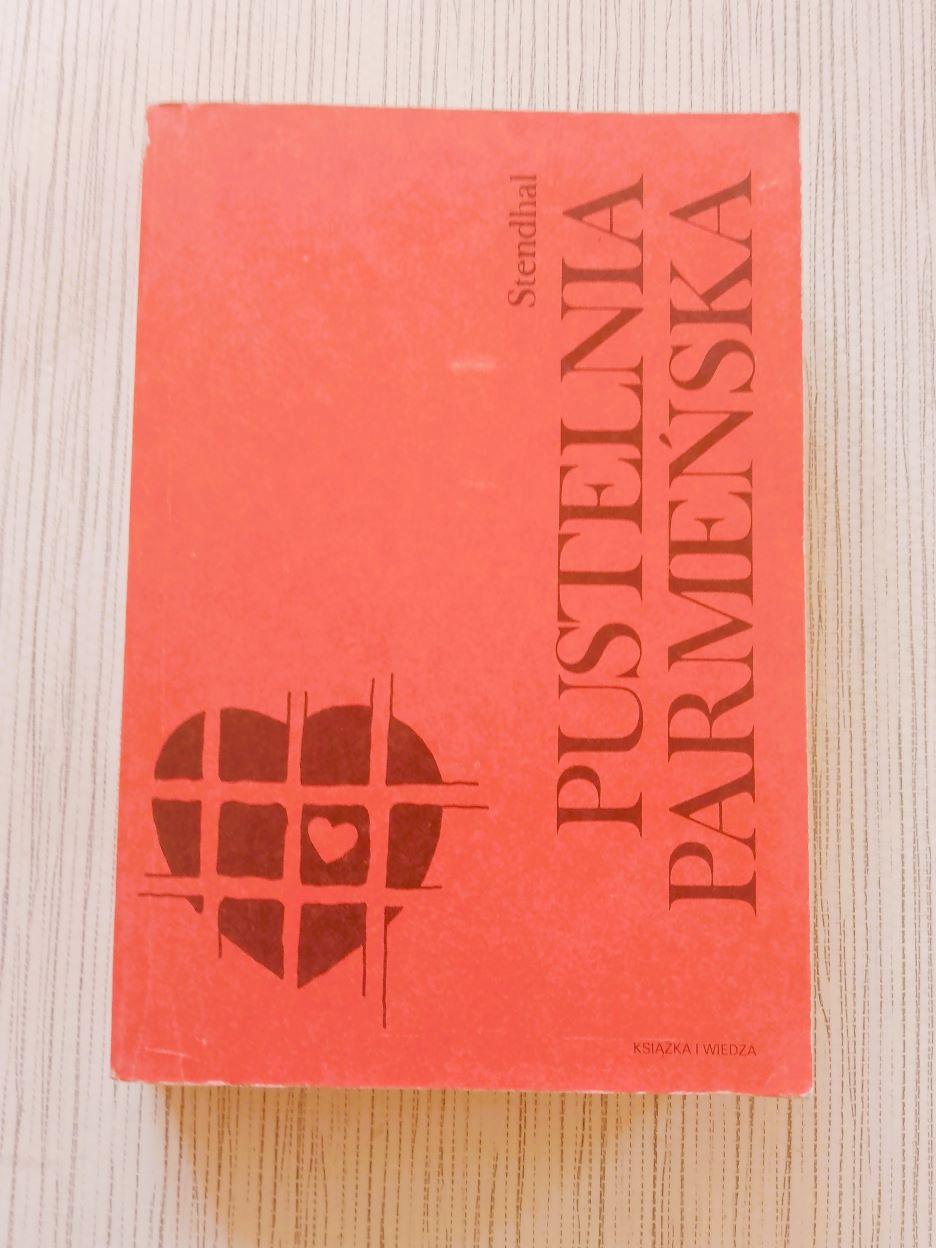 Stendhal
PUSTELNIA
PARMEŃSKA
KSIĄŻKA I WIEDZA